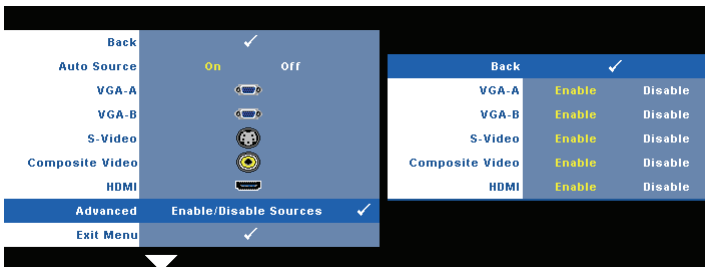 Back
Auto Source On Off
VGA-A
VGA-B
S-Video
Composite Video
HDMI
Advanced Enable/Disable Sources
Exit Menu
Back
VGA-A Enable Disable
VGA-B Enable Disable
S-Video Enable Disable
Composite Video Enable Disable
HDMI Enable Disable